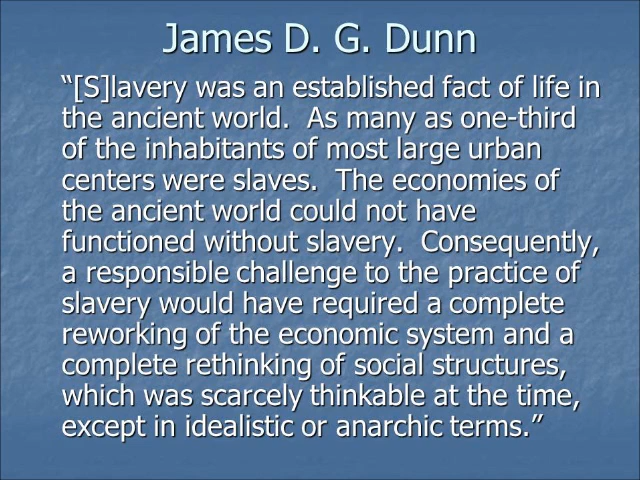 James D. G. Dunn
“[S]lavery was an established fact of life in
the ancient world.  As many as one-third
of the inhabitants of most large urban
centers were slaves.  The economies of
the ancient world could not have
functioned without slavery.  Consequently,
a responsible challenge to the practice of
slavery would have required a complete
reworking of the economic system and a
complete rethinking of social structures,
which was scarcely thinkable at the time,
except in idealistic or anarchic terms.”